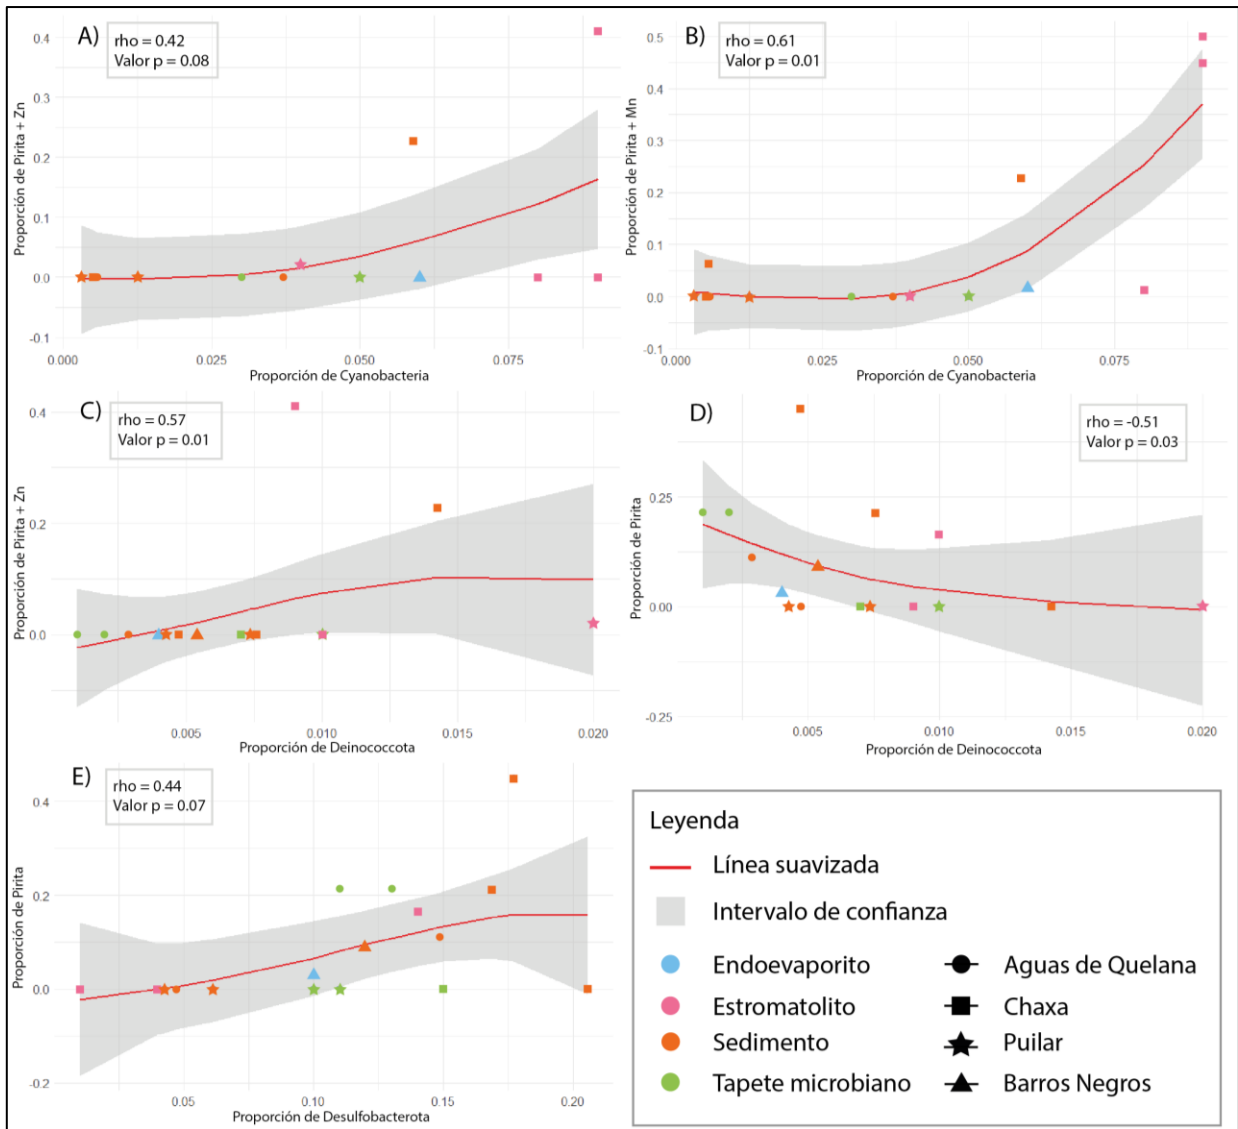 A)
rho = 0.42
Valor p = 0.08
Proporción de Pirita + Zn
0.4
0.3
0.2
0.1
0.0
-0.1
0.000
0.025
0.050
0.075
Proporción de Cyanobacteria
B)
rho = 0.61
Valor p = 0.01
Proporción de Pirita + Mn
0.5
0.4
0.3
0.2
0.1
0.0
-0.1
0.000
0.025
0.050
0.075
Proporción de Cyanobacteria
C)
rho = 0.57
Valor p = 0.01
Proporción de Pirita + Zn
0.4
0.2
0.0
0.005
0.010
0.015
0.020
Proporción de Deinococcota
D)
rho = -0.51
Valor p = 0.03
Proporción de Pirita
0.25
0.00
-0.25
0.005
0.010
0.015
0.020
Proporción de Deinococcota
E)
rho = 0.44
Valor p = 0.07
Proporción de Pirita
0.4
0.2
0.0
-0.2
0.05
0.10
0.15
0.20
Proporción de Desulfobacterota
Leyenda
Línea suavizada
Intervalo de confianza
Endoevaporito
Aguas de Quelana
Estromatolito
Chaxa
Sedimento
Puilar
Tapete microbiano
Barros Negros